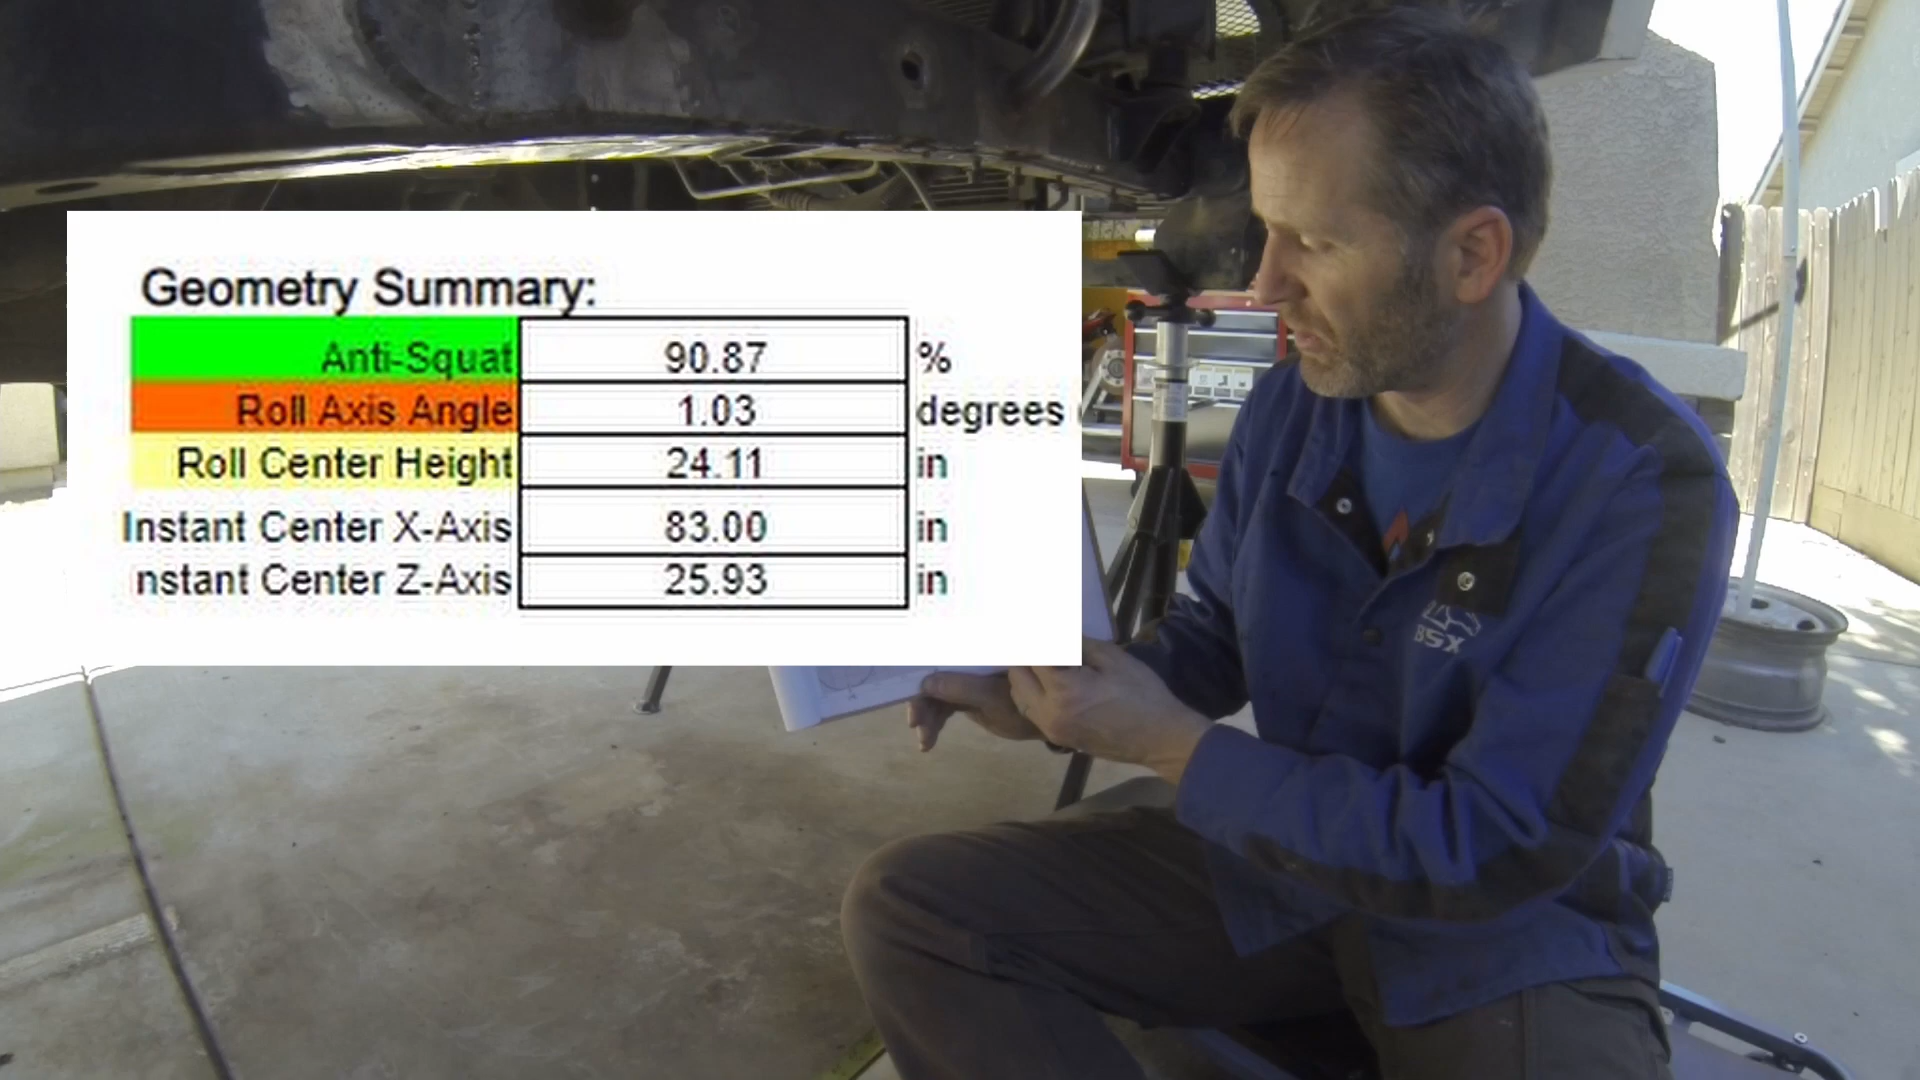 Geometry Summary:
Anti-Squat 90.87 %
Roll Axis Angle 1.03 degrees
Roll Center Height 24.11 in
Instant Center X-Axis 83.00 in
nstant Center Z-Axis 25.93 in
BSX